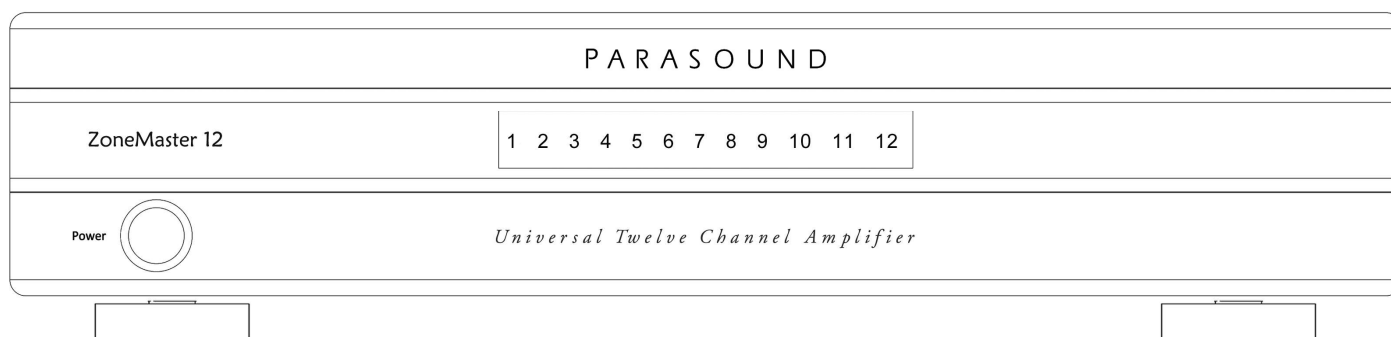 PARASOUND
ZoneMaster 12
1 2 3 4 5 6 7 8 9 10 11 12
Power
Universal Twelve Channel Amplifier